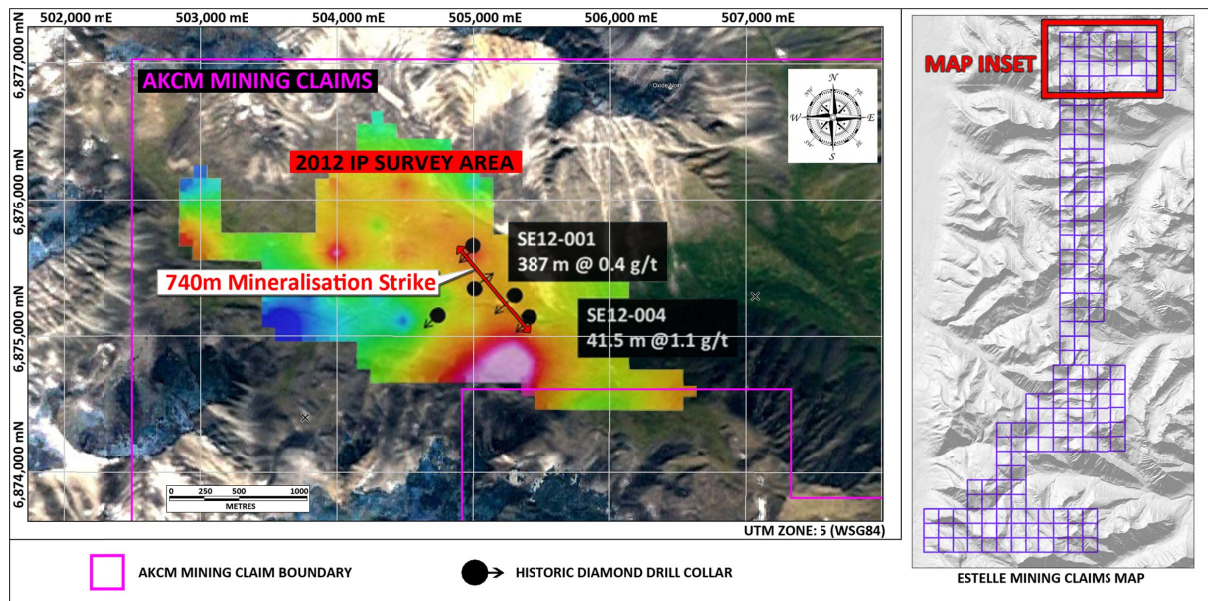 502,000 mE
503,000 mE
504,000 mE
505,000 mE
506,000 mE
507,000 mE
6,877,000 mN
6,876,000 mN
6,875,000 mN
6,874,000 mN
AKCM MINING CLAIMS
Oxide North
N
E
S
W
2012 IP SURVEY AREA
SE12-001
387 m @ 0.4 g/t
740m Mineralisation Strike
SE12-004
41.5 m @1.1 g/t
0 250 500 1000
METRES
UTM ZONE: 5 (WSG84)
AKCM MINING CLAIM BOUNDARY
HISTORIC DIAMOND DRILL COLLAR
MAP INSET
ESTELLE MINING CLAIMS MAP